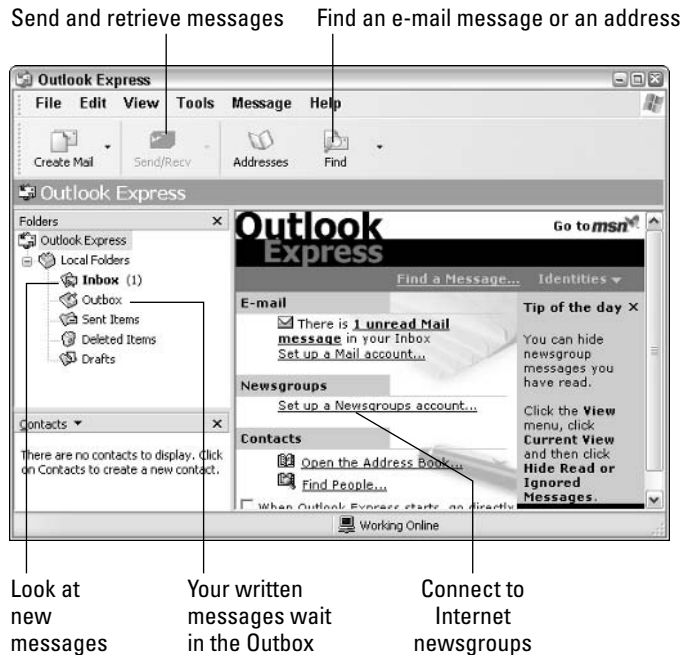 Send and retrieve messages
Find an e-mail message or an address
Outlook Express
File Edit View Tools Message Help
Create Mail Send/Recv Addresses Find
Outlook Express
Folders
Outlook Express
Local Folders
Inbox (1)
Outbox
Sent Items
Deleted Items
Drafts
Contacts
There are no contacts to display. Click
on Contacts to create a new contact.
Outlook
Express
Go to msn
Find a Message... Identities
E-mail
There is 1 unread Mail
message in your Inbox
Set up a Mail account...
Newsgroups
Set up a Newsgroups account...
Contacts
Open the Address Book...
Find People...
When Outlook Express starts, go directly
Tip of the day
You can hide
newsgroup
messages you
have read.
Click the View
menu, click
Current View
and then click
Hide Read or
Ignored
Messages.
Working Online
Look at
new
messages
Your written
messages wait
in the Outbox
Connect to
Internet
newsgroups